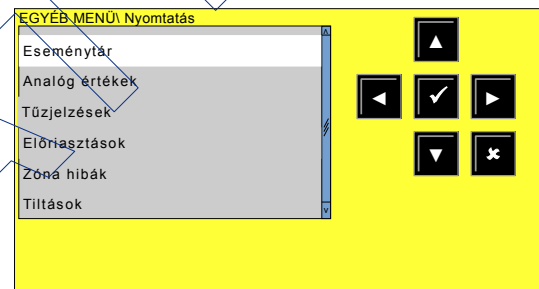 EGYÉB MENÜ\ Nyomtatás
Eseménytár
Analóg értékek
Tűzjelzések
Előriasztások
Zóna hibák
Tiltások